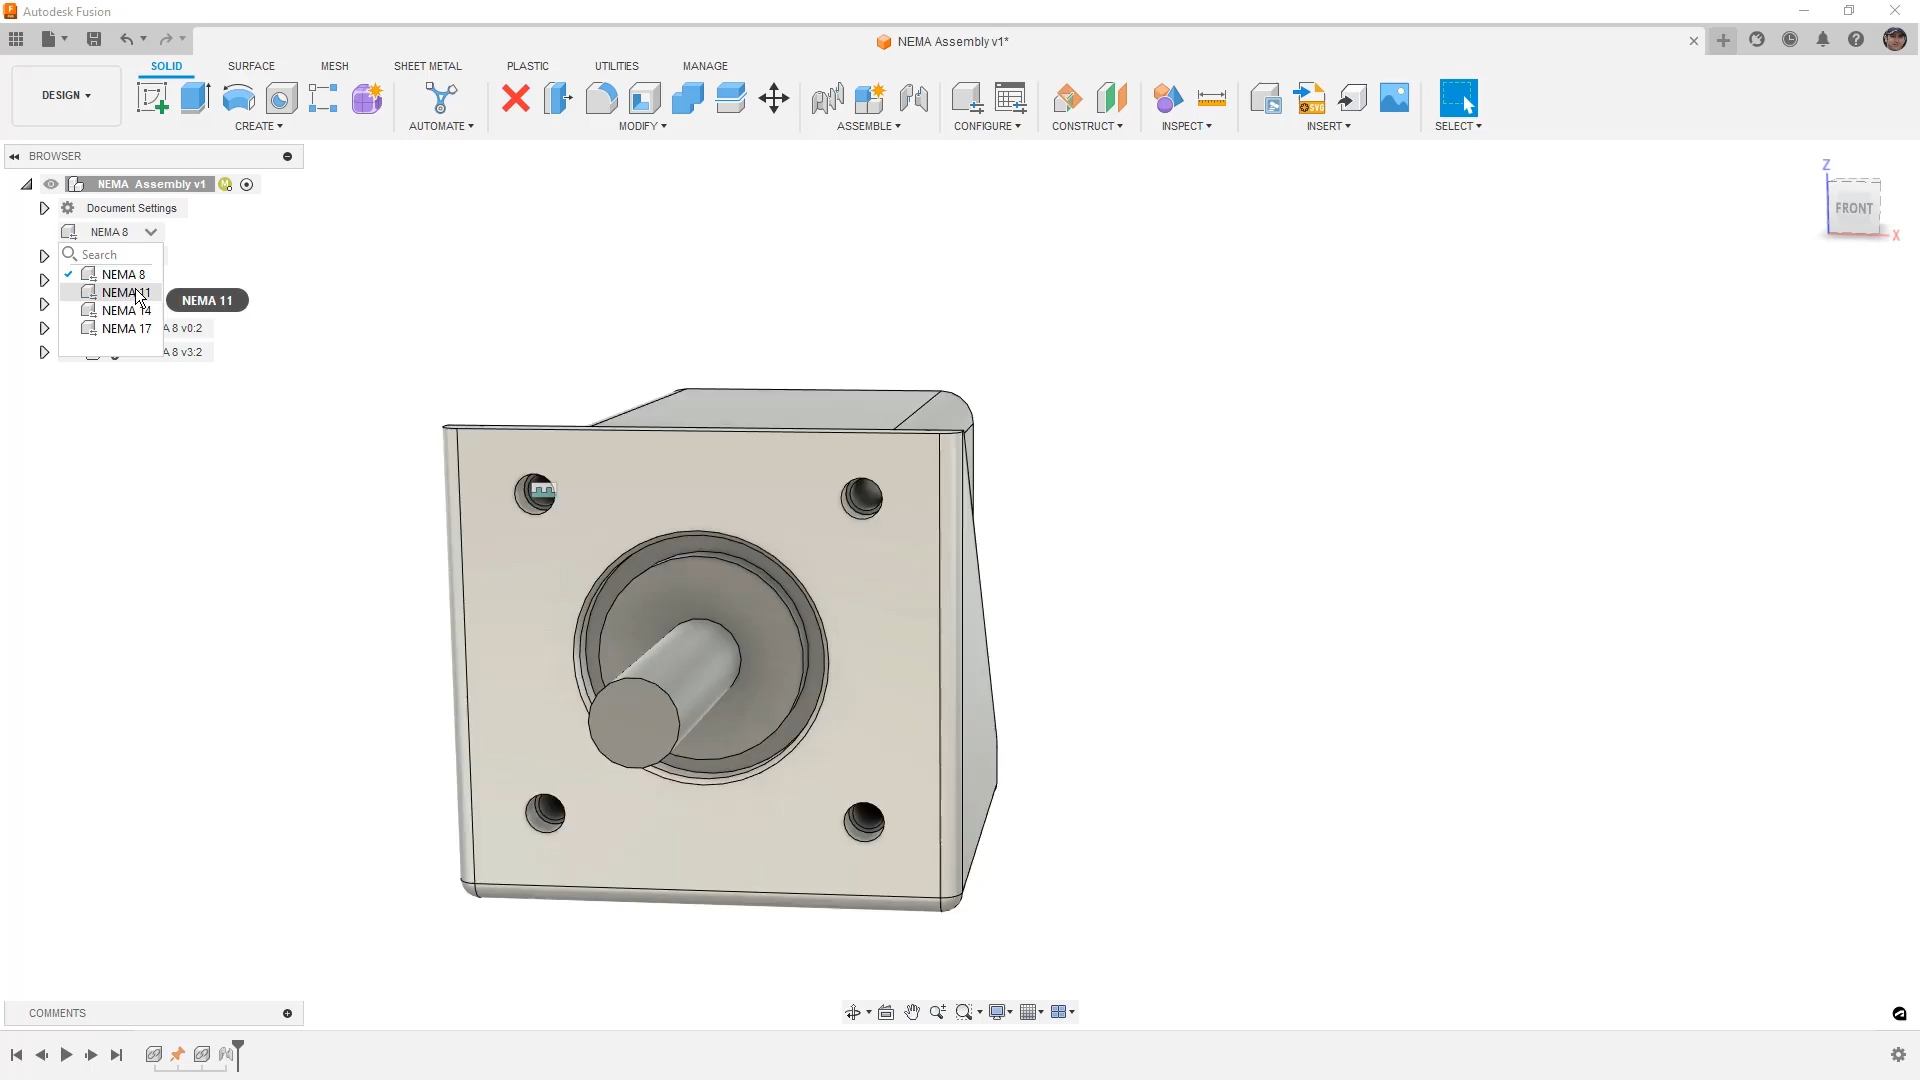 Autodesk Fusion
NEMA Assembly v1*
DESIGN
SOLID
SURFACE
MESH
SHEET METAL
PLASTIC
UTILITIES
MANAGE
CREATE
AUTOMATE
MODIFY
ASSEMBLE
CONFIGURE
CONSTRUCT
INSPECT
INSERT
SELECT
SVG
BROWSER
NEMA Assembly v1
M
Document Settings
NEMA 8
Search
NEMA 8
NEMA 11
NEMA 11
NEMA 14
NEMA 17
A 8 v0:2
A 8 v3:2
Z
FRONT
X
COMMENTS